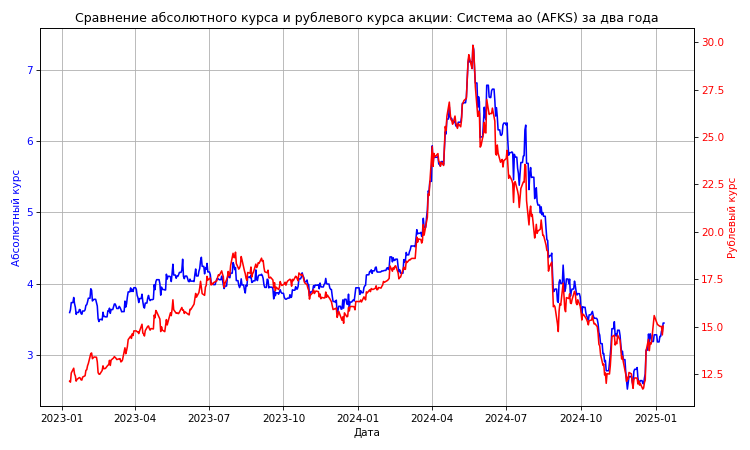 Сравнение абсолютного курса и рублевого курса акции: Система ао (AFKS) за два года
Абсолютный курс
7
6
5
4
3
30.0
27.5
25.0
22.5
20.0
17.5
15.0
12.5
Рублевый курс
2023-01 2023-04 2023-07 2023-10 2024-01 2024-04 2024-07 2024-10 2025-01
Дата